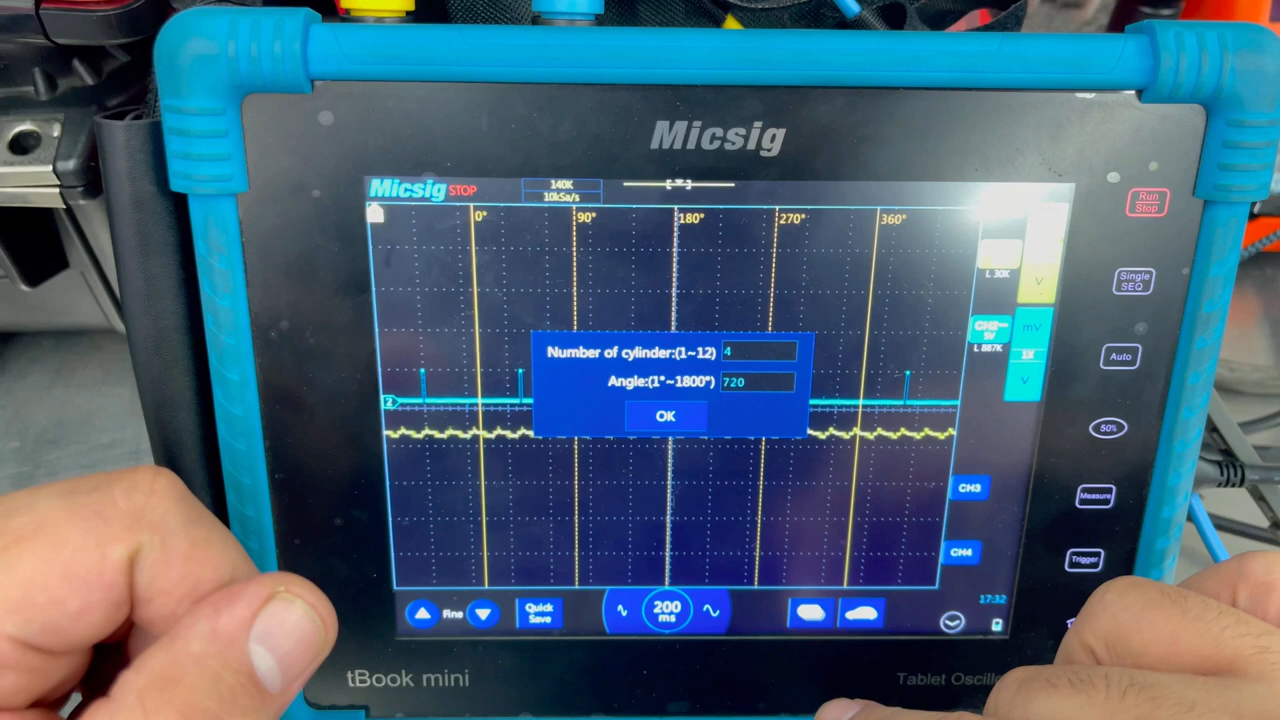 Micsig
Micsig STOP
140K
10kSa/s
Run
Stop
0° 90° 180° 270° 360°
L 30K
V
Single
SEQ
CH2
5V
mV
L 887K
1X
V
Auto
Number of cylinder:(1~12) 4
Angle:(1°~1800°) 720
OK
2
50%
CH3
Measure
CH4
Trigger
17:32
Fine
Quick
Save
200
ms
tBook mini
Tablet Oscillo